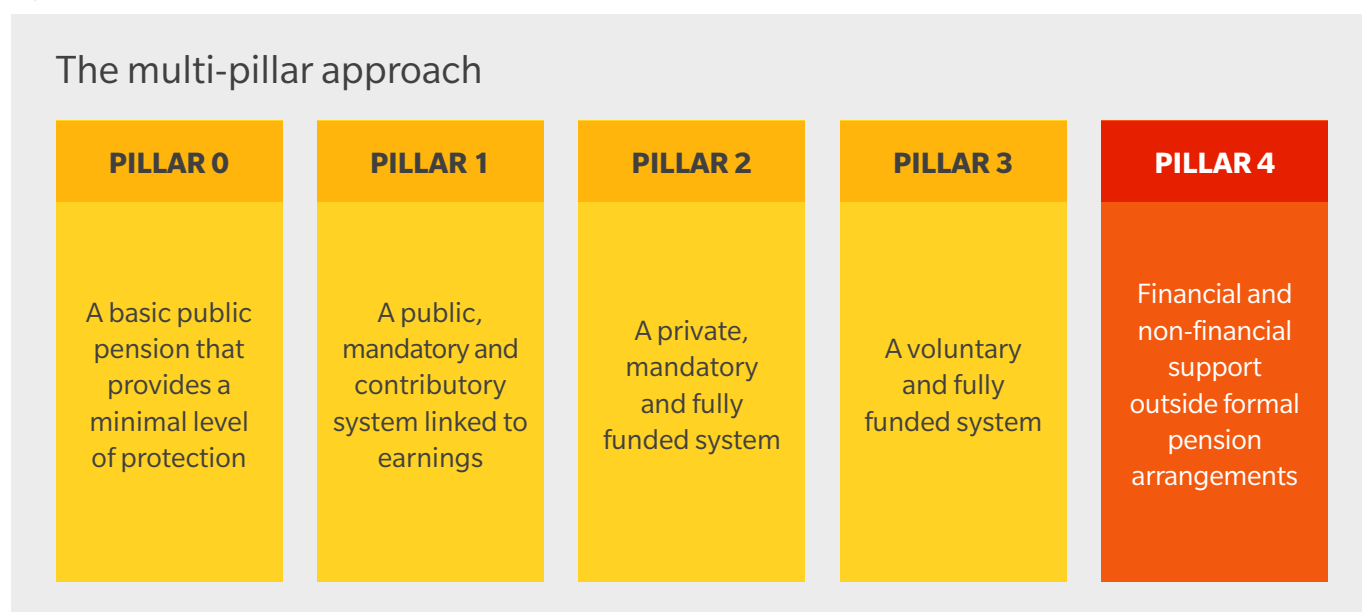 The multi-pillar approach
PILLAR 0
A basic public
pension that
provides a
minimal level
of protection
PILLAR 1
A public,
mandatory and
contributory
system linked to
earnings
PILLAR 2
A private,
mandatory
and fully
funded system
PILLAR 3
A voluntary
and fully
funded system
PILLAR 4
Financial and
non-financial
support
outside formal
pension
arrangements